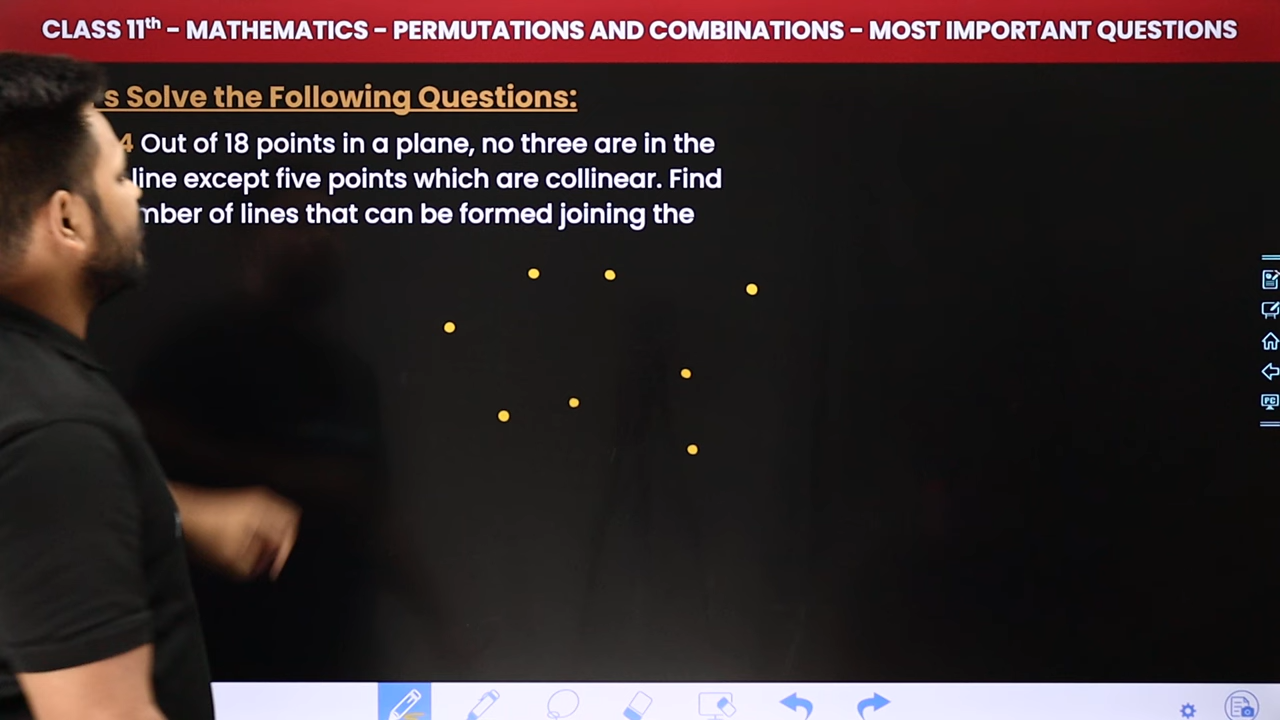 CLASS 11th – MATHEMATICS – PERMUTATIONS AND COMBINATIONS – MOST IMPORTANT QUESTIONS
Solve the Following Questions:
4 Out of 18 points in a plane, no three are in the
line except five points which are collinear. Find
of lines that can be formed joining the